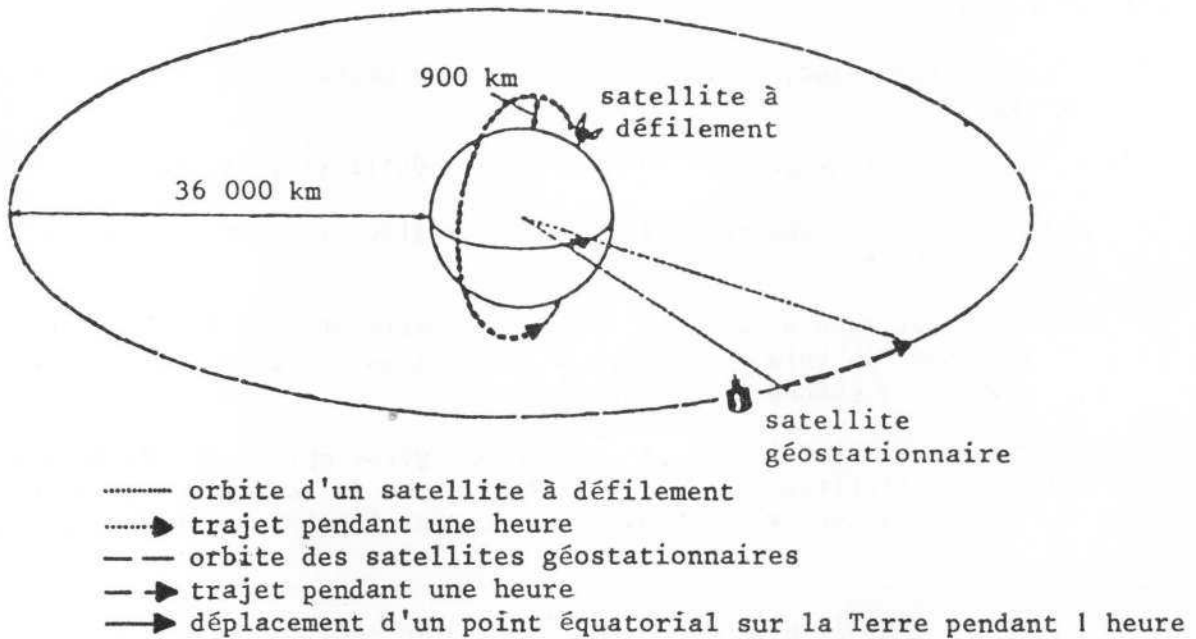 900 km
satellite à
défilement
36 000 km
satellite
géostationnaire
orbite d'un satellite à défilement
trajet pendant une heure
orbite des satellites géostationnaires
trajet pendant une heure
déplacement d'un point équatorial sur la Terre pendant 1 heure